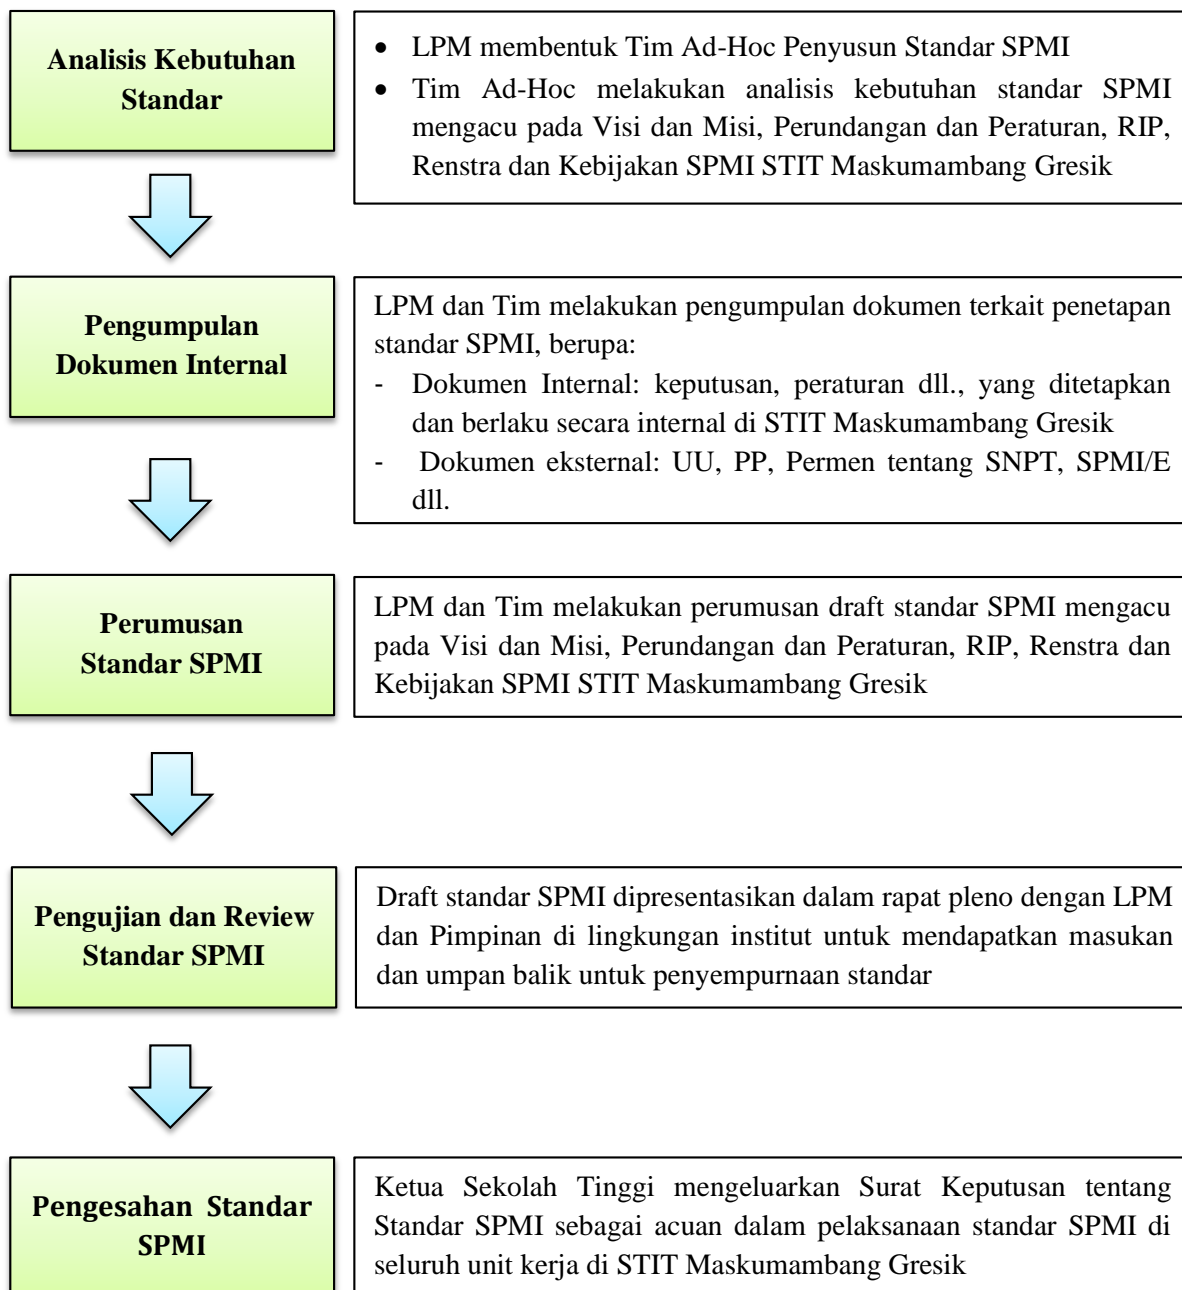 Analisis Kebutuhan
Standar
• LPM membentuk Tim Ad-Hoc Penyusun Standar SPMI
• Tim Ad-Hoc melakukan analisis kebutuhan standar SPMI
mengacu pada Visi dan Misi, Perundangan dan Peraturan, RIP,
Renstra dan Kebijakan SPMI STIT Maskumambang Gresik
Pengumpulan
Dokumen Internal
LPM dan Tim melakukan pengumpulan dokumen terkait penetapan
standar SPMI, berupa:
- Dokumen Internal: keputusan, peraturan dll., yang ditetapkan
dan berlaku secara internal di STIT Maskumambang Gresik
- Dokumen eksternal: UU, PP, Permen tentang SNPT, SPMI/E
dll.
Perumusan
Standar SPMI
LPM dan Tim melakukan perumusan draft standar SPMI mengacu
pada Visi dan Misi, Perundangan dan Peraturan, RIP, Renstra dan
Kebijakan SPMI STIT Maskumambang Gresik
Pengujian dan Review
Standar SPMI
Draft standar SPMI dipresentasikan dalam rapat pleno dengan LPM
dan Pimpinan di lingkungan institut untuk mendapatkan masukan
dan umpan balik untuk penyempurnaan standar
Pengesahan Standar
SPMI
Ketua Sekolah Tinggi mengeluarkan Surat Keputusan tentang
Standar SPMI sebagai acuan dalam pelaksanaan standar SPMI di
seluruh unit kerja di STIT Maskumambang Gresik